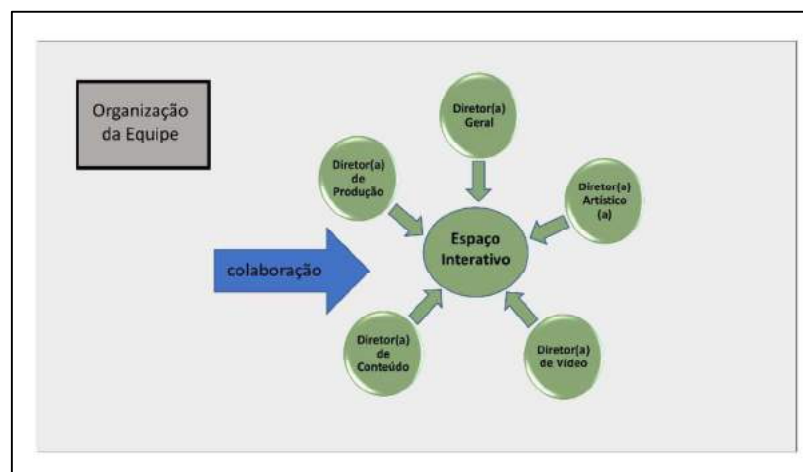 Organização
da Equipe
Diretor(a)
Geral
Diretor(a)
de
Produção
Diretor(a)
Artístico
(a)
Espaço
Interativo
colaboração
Diretor(a)
de
Conteúdo
Diretor(a)
de Vídeo